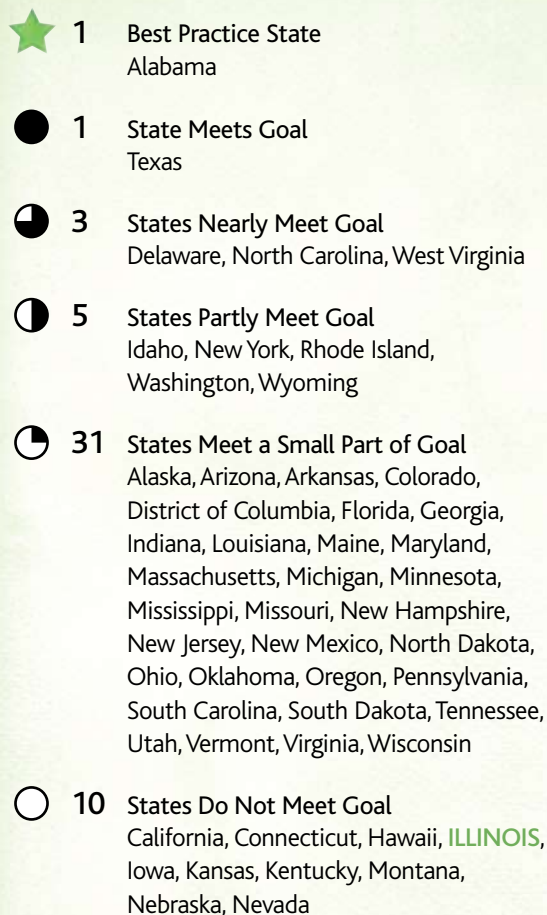 1 Best Practice State
Alabama
1 State Meets Goal
Texas
3 States Nearly Meet Goal
Delaware, North Carolina, West Virginia
5 States Partly Meet Goal
Idaho, New York, Rhode Island,
Washington, Wyoming
31 States Meet a Small Part of Goal
Alaska, Arizona, Arkansas, Colorado,
District of Columbia, Florida, Georgia,
Indiana, Louisiana, Maine, Maryland,
Massachusetts, Michigan, Minnesota,
Mississippi, Missouri, New Hampshire,
New Jersey, New Mexico, North Dakota,
Ohio, Oklahoma, Oregon, Pennsylvania,
South Carolina, South Dakota, Tennessee,
Utah, Vermont, Virginia, Wisconsin
10 States Do Not Meet Goal
California, Connecticut, Hawaii, ILLINOIS,
Iowa, Kansas, Kentucky, Montana,
Nebraska, Nevada